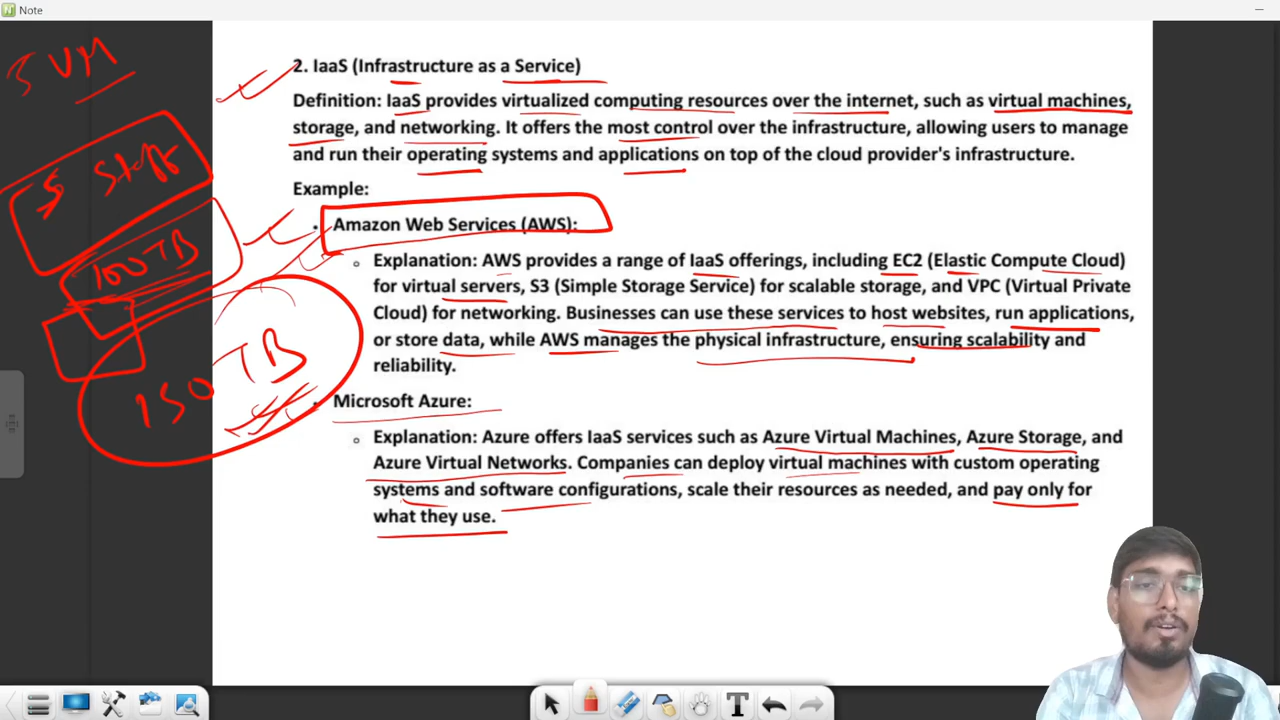 Note
2. IaaS (Infrastructure as a Service)
Definition: IaaS provides virtualized computing resources over the internet, such as virtual machines,
storage, and networking. It offers the most control over the infrastructure, allowing users to manage
and run their operating systems and applications on top of the cloud provider's infrastructure.
Example:
• Amazon Web Services (AWS):
◦ Explanation: AWS provides a range of IaaS offerings, including EC2 (Elastic Compute Cloud)
for virtual servers, S3 (Simple Storage Service) for scalable storage, and VPC (Virtual Private
Cloud) for networking. Businesses can use these services to host websites, run applications,
or store data, while AWS manages the physical infrastructure, ensuring scalability and
reliability.
• Microsoft Azure:
◦ Explanation: Azure offers IaaS services such as Azure Virtual Machines, Azure Storage, and
Azure Virtual Networks. Companies can deploy virtual machines with custom operating
systems and software configurations, scale their resources as needed, and pay only for
what they use.
VM
100 TB
150 TB
T